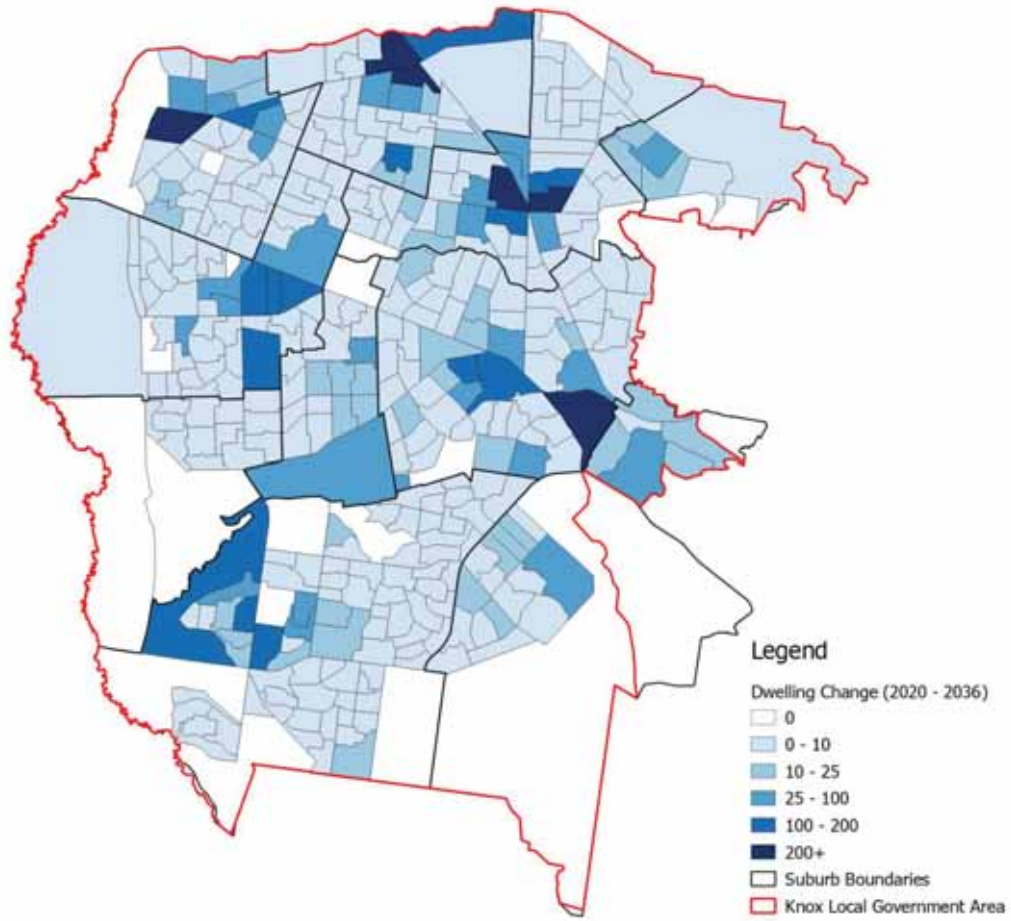 Legend
Dwelling Change (2020 - 2036)
0
0 - 10
10 - 25
25 - 100
100 - 200
200+
Suburb Boundaries
Knox Local Government Area